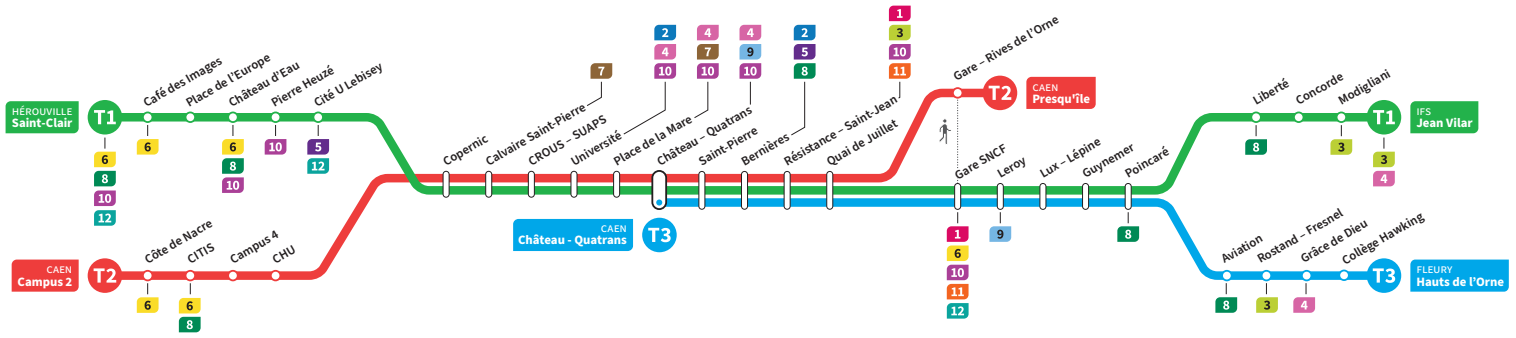 HÉROUVILLE
Saint-Clair
T1
6
8
10
12
Café des Images
6
Place de l'Europe
Château d'Eau
6
8
10
Pierre Heuzé
10
Cité U Lebisey
5
12
CAEN
Campus 2
T2
Côte de Nacre
6
CITIS
6
8
Campus 4
CHU
Copernic
Calvaire Saint-Pierre
7
CROUS – SUAPS
Université
2
4
10
Place de la Mare
4
7
10
Château – Quatrans
4
9
10
CAEN
Château - Quatrans
T3
Saint-Pierre
Bernières
2
5
8
Résistance – Saint-Jean
1
3
10
11
Quai de Juillet
Gare – Rives de l'Orne
T2
CAEN
Presqu'île
Gare SNCF
1
6
10
11
12
Leroy
9
Lux – Lépine
Guynemer
Poincaré
8
Liberté
8
Concorde
Modigliani
3
T1
3
4
IFS
Jean Vilar
Aviation
8
Rostand – Fresnel
3
Grâce de Dieu
4
Collège Hawking
T3
FLEURY
Hauts de l'Orne